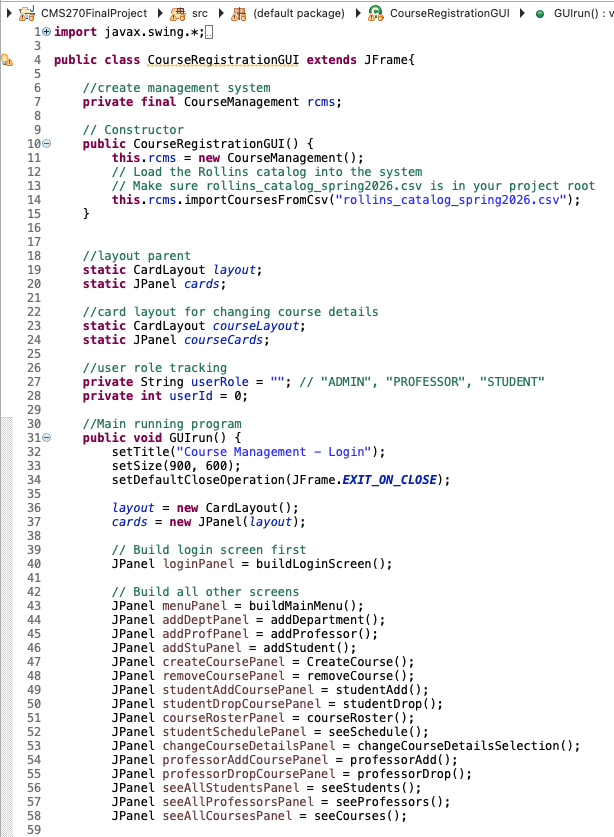 CMS270FinalProject src (default package) CourseRegistrationGUI GUIrun() : v
1 import javax.swing.*;
3
4 public class CourseRegistrationGUI extends JFrame{
5
6 //create management system
7 private final CourseManagement rcms;
8
9 // Constructor
10 public CourseRegistrationGUI() {
11 this.rcms = new CourseManagement();
12 // Load the Rollins catalog into the system
13 // Make sure rollins_catalog_spring2026.csv is in your project root
14 this.rcms.importCoursesFromCsv("rollins_catalog_spring2026.csv");
15 }
16
17
18 //layout parent
19 static CardLayout layout;
20 static JPanel cards;
21
22 //card layout for changing course details
23 static CardLayout courseLayout;
24 static JPanel courseCards;
25
26 //user role tracking
27 private String userRole = ""; // "ADMIN", "PROFESSOR", "STUDENT"
28 private int userId = 0;
29
30 //Main running program
31 public void GUIrun() {
32 setTitle("Course Management – Login");
33 setSize(900, 600);
34 setDefaultCloseOperation(JFrame.EXIT_ON_CLOSE);
35
36 layout = new CardLayout();
37 cards = new JPanel(layout);
38
39 // Build login screen first
40 JPanel loginPanel = buildLoginScreen();
41
42 // Build all other screens
43 JPanel menuPanel = buildMainMenu();
44 JPanel addDeptPanel = addDepartment();
45 JPanel addProfPanel = addProfessor();
46 JPanel addStuPanel = addStudent();
47 JPanel createCoursePanel = CreateCourse();
48 JPanel removeCoursePanel = removeCourse();
49 JPanel studentAddCoursePanel = studentAdd();
50 JPanel studentDropCoursePanel = studentDrop();
51 JPanel courseRosterPanel = courseRoster();
52 JPanel studentSchedulePanel = seeSchedule();
53 JPanel changeCourseDetailsPanel = changeCourseDetailsSelection();
54 JPanel professorAddCoursePanel = professorAdd();
55 JPanel professorDropCoursePanel = professorDrop();
56 JPanel seeAllStudentsPanel = seeStudents();
57 JPanel seeAllProfessorsPanel = seeProfessors();
58 JPanel seeAllCoursesPanel = seeCourses();
59